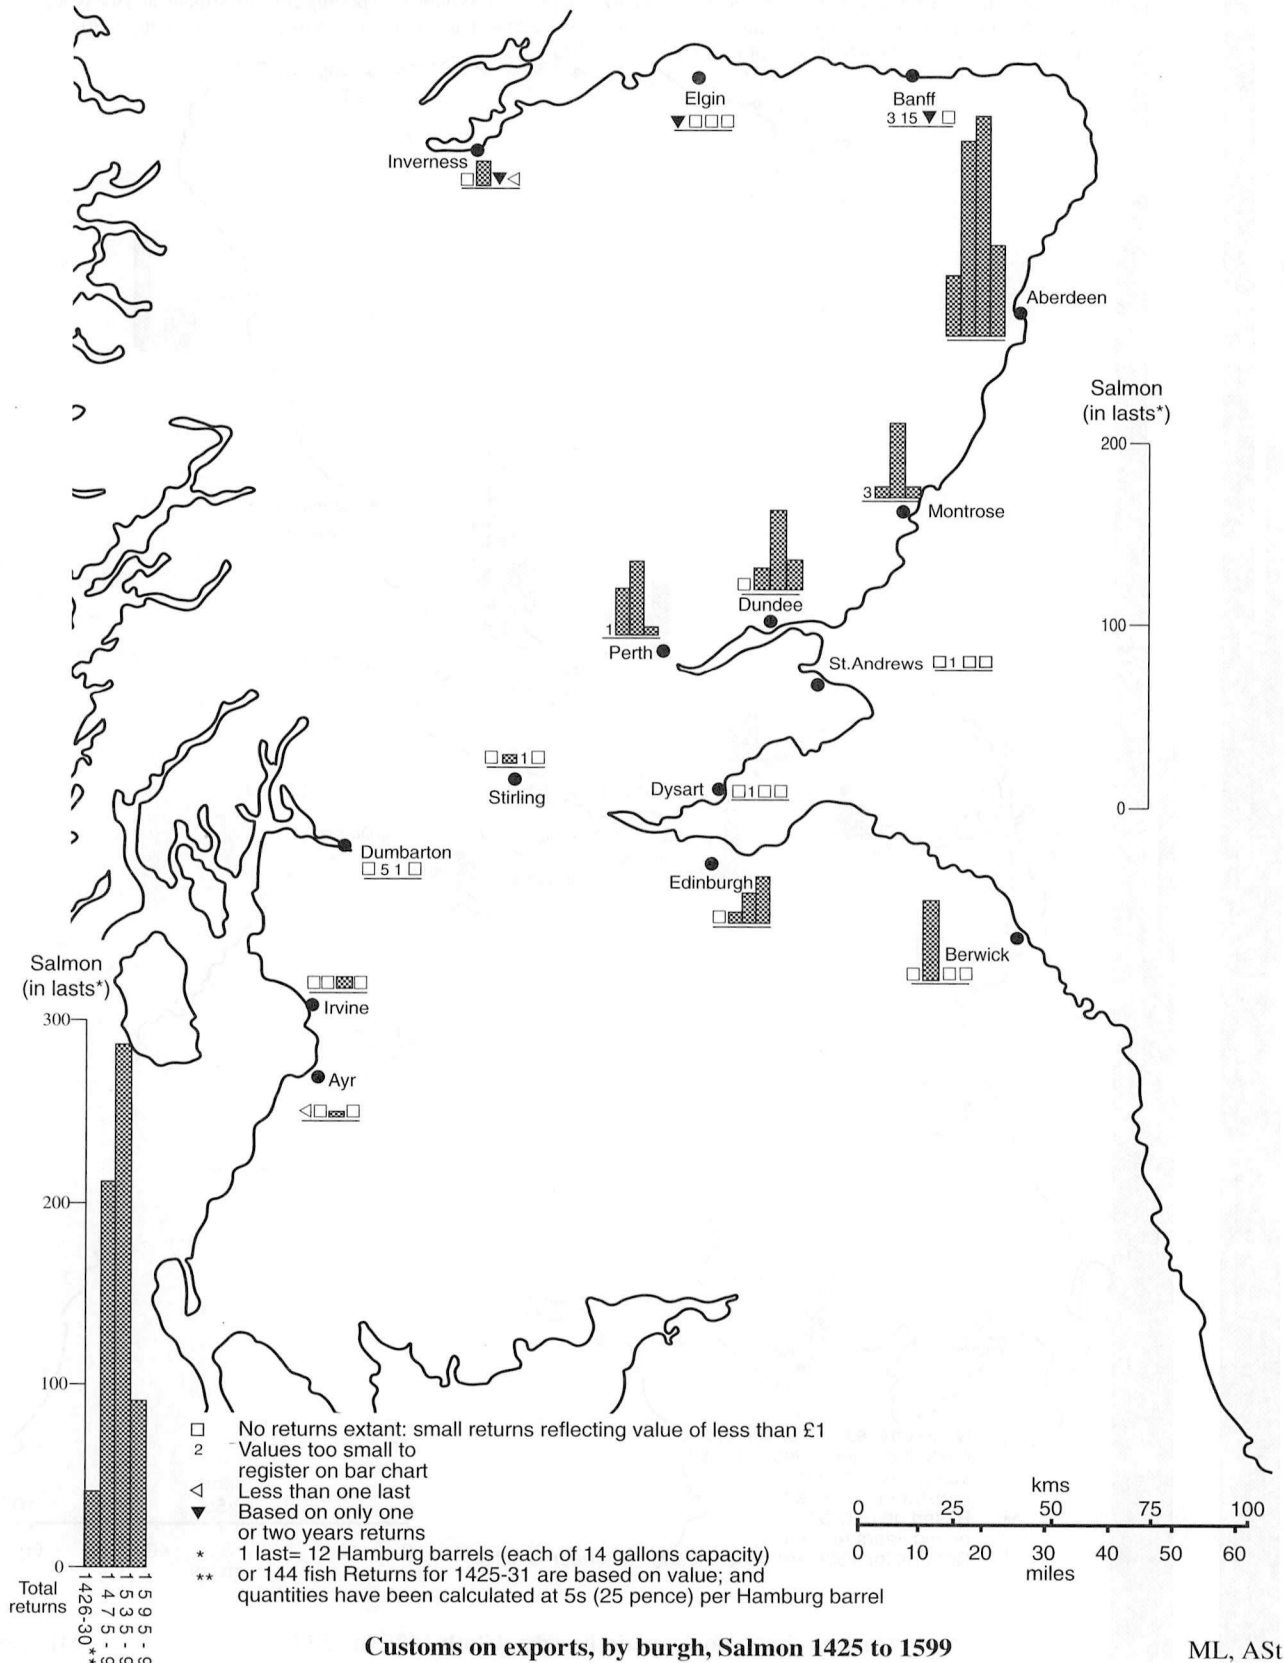 Elgin
Banff
3 15
Inverness
Aberdeen
Salmon
(in lasts*)
200
100
0
3
Montrose
Dundee
1
Perth
St.Andrews 1
1
Stirling
Dysart 1
Dumbarton
5 1
Edinburgh
Berwick
Irvine
Ayr
Salmon
(in lasts*)
300
200
100
0
Total
returns
1426-30**
1475-9
1535-9
1595-9
No returns extant: small returns reflecting value of less than £1
2 Values too small to
register on bar chart
Less than one last
Based on only one
or two years returns
* 1 last= 12 Hamburg barrels (each of 14 gallons capacity)
** or 144 fish Returns for 1425-31 are based on value; and
quantities have been calculated at 5s (25 pence) per Hamburg barrel
kms
0 25 50 75 100
0 10 20 30 40 50 60
miles
Customs on exports, by burgh, Salmon 1425 to 1599
ML, ASt